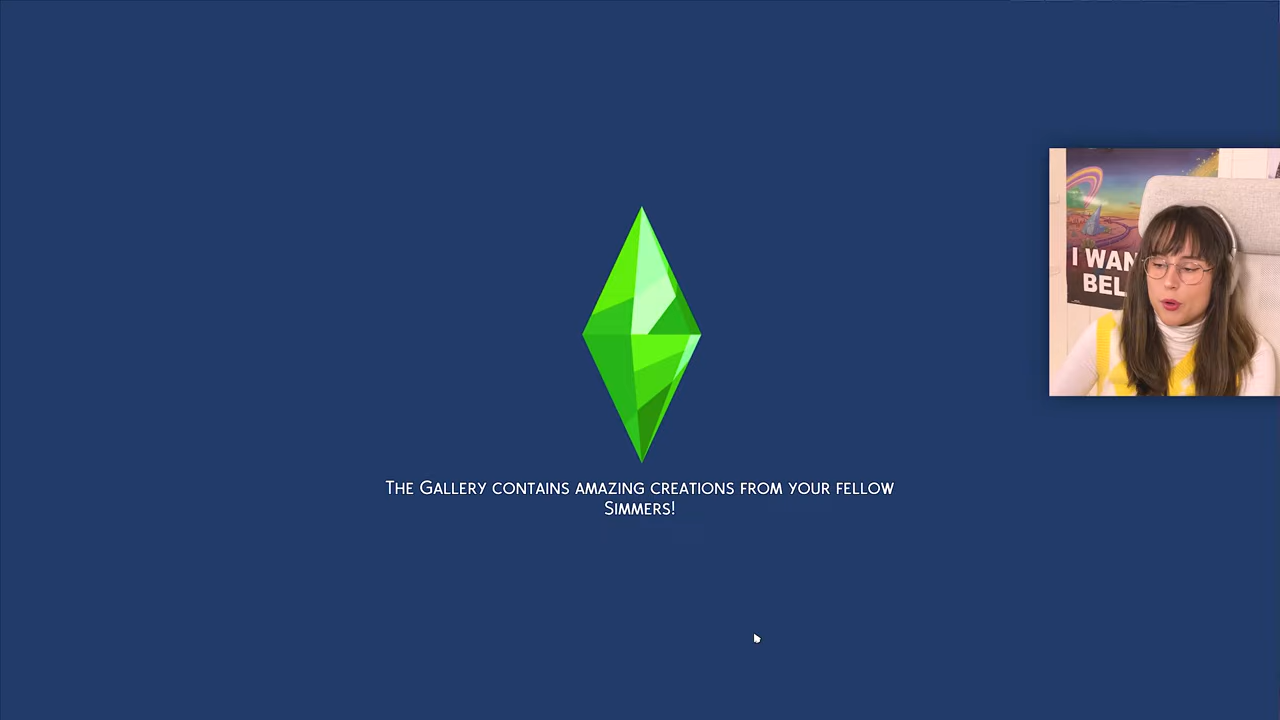 THE GALLERY CONTAINS AMAZING CREATIONS FROM YOUR FELLOW
SIMMERS!
I WAN
BEL